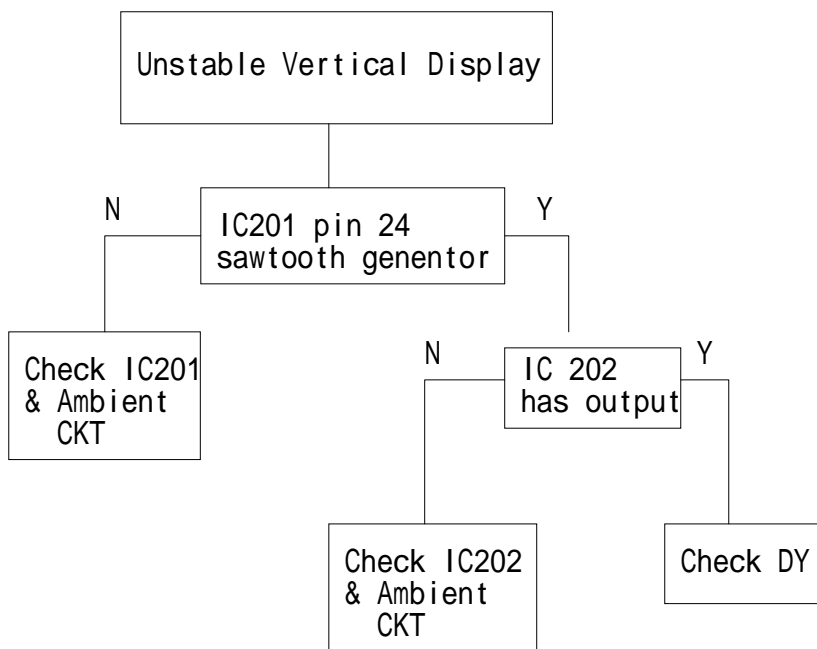 Unstable Vertical Display
N
IC201 pin 24
sawtooth genentor
Y
Check IC201
& Ambient
CKT
N
IC 202
has output
Y
Check IC202
& Ambient
CKT
Check DY